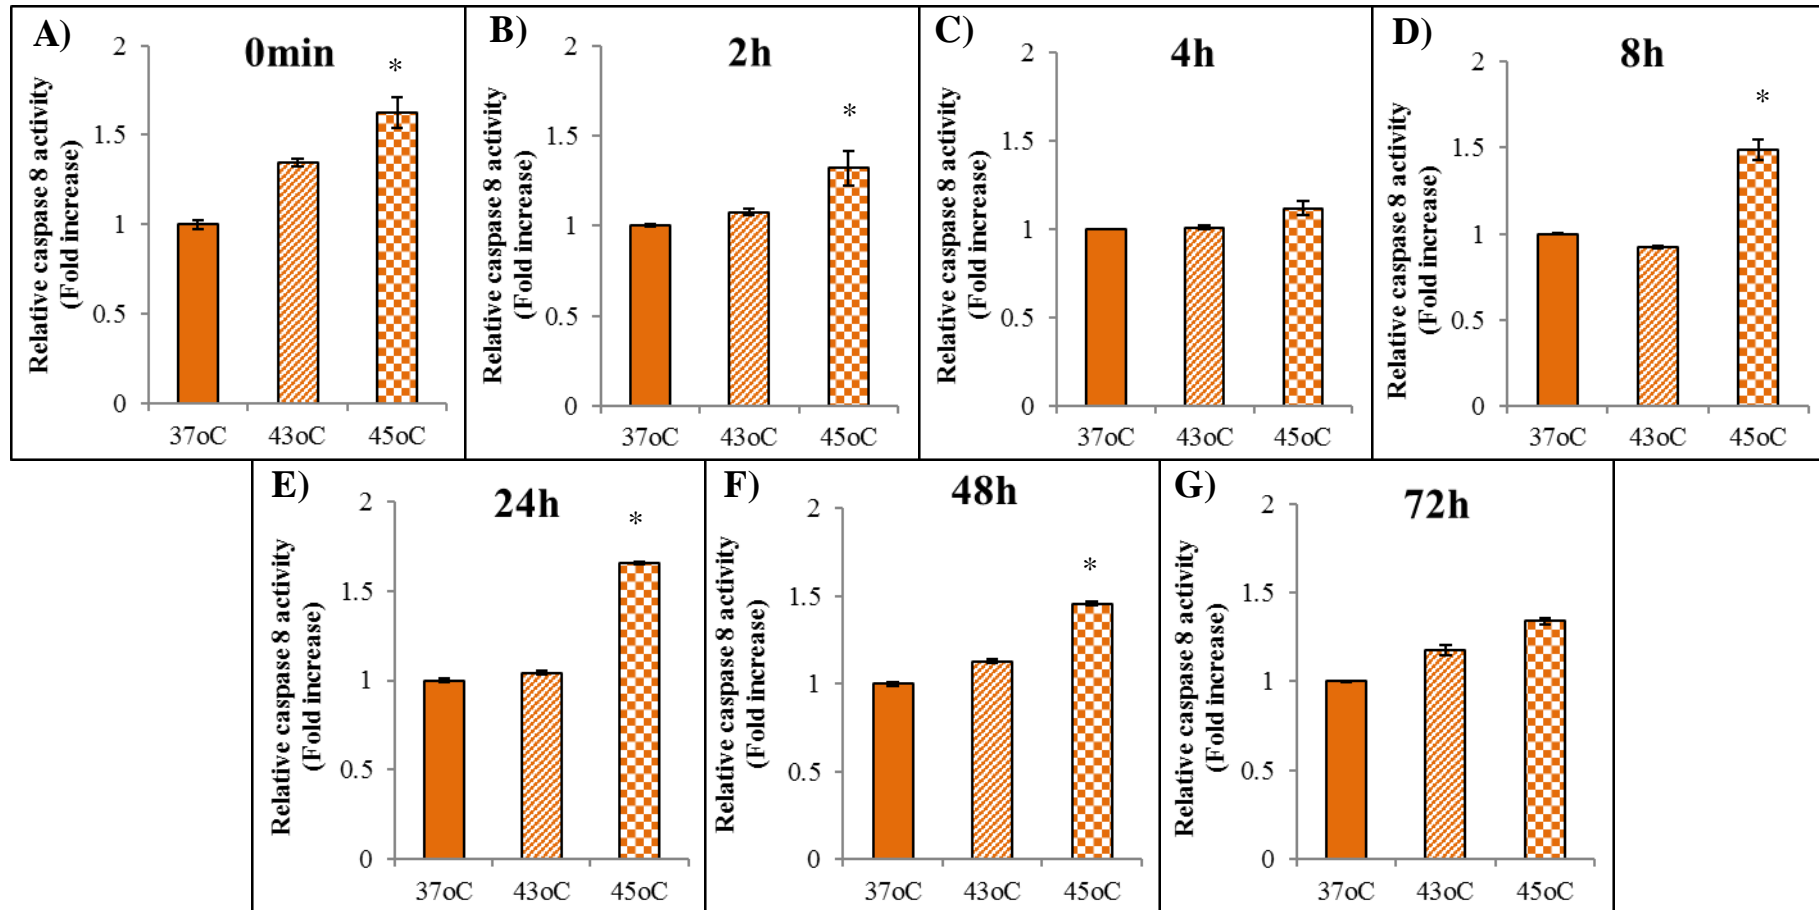 A)
0min
Relative caspase 8 activity
(Fold increase)
2
1.5
1
0.5
0
*
37oC 43oC 45oC
B)
2h
Relative caspase 8 activity
(Fold increase)
2
1.5
1
0.5
0
*
37oC 43oC 45oC
C)
4h
Relative caspase 8 activity
(Fold increase)
2
1.5
1
0.5
0
37oC 43oC 45oC
D)
8h
Relative caspase 8 activity
(Fold increase)
2
1.5
1
0.5
0
*
37oC 43oC 45oC
E)
24h
Relative caspase 8 activity
(Fold increase)
2
1.5
1
0.5
0
*
37oC 43oC 45oC
F)
48h
Relative caspase 8 activity
(Fold increase)
2
1.5
1
0.5
0
*
37oC 43oC 45oC
G)
72h
Relative caspase 8 activity
(Fold increase)
2
1.5
1
0.5
0
37oC 43oC 45oC